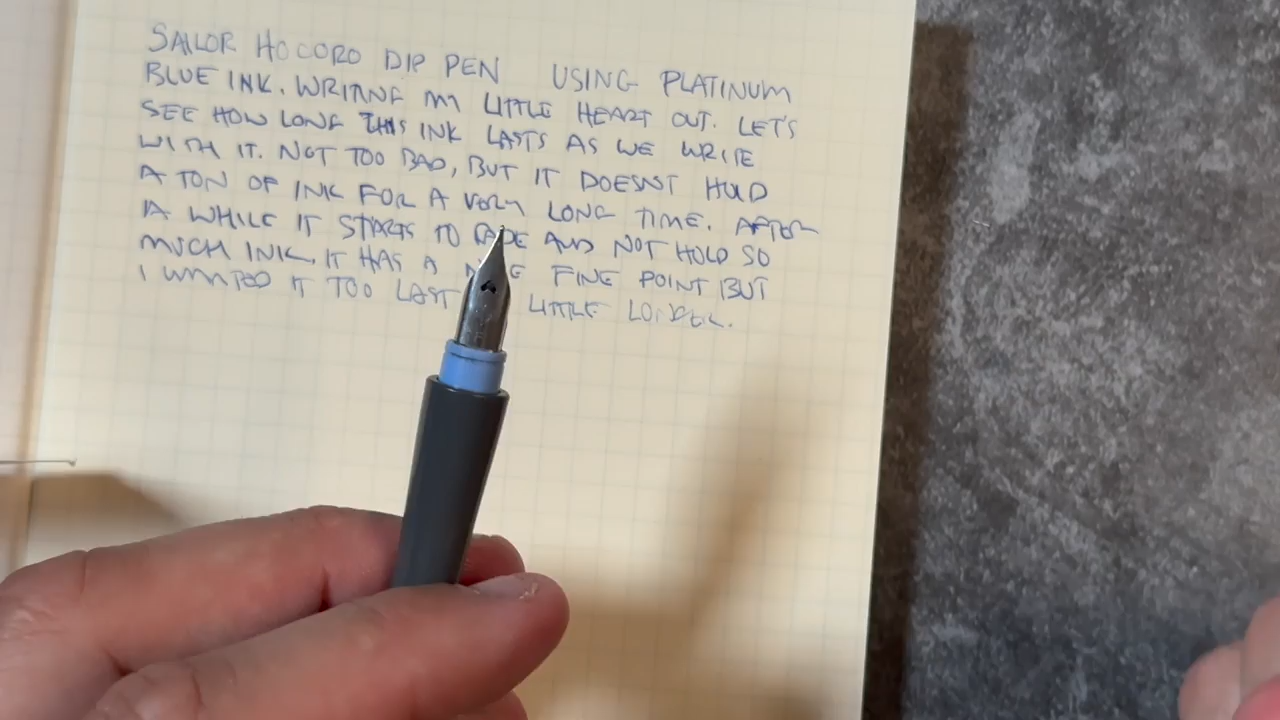 SAILOR HOCORO DIP PEN USING PLATINUM
BLUE INK. WRITING MY LITTLE HEART OUT. LET'S
SEE HOW LONG THIS INK LASTS AS WE WRITE
WITH IT. NOT TOO BAD, BUT IT DOESNT HOLD
A TON OF INK FOR A VERY LONG TIME. AFTER
A WHILE IT STARTS TO FADE AND NOT HOLD SO
MUCH INK. IT HAS A FINE POINT BUT
I WANTED IT TOO LAST LITTLE LONGER.